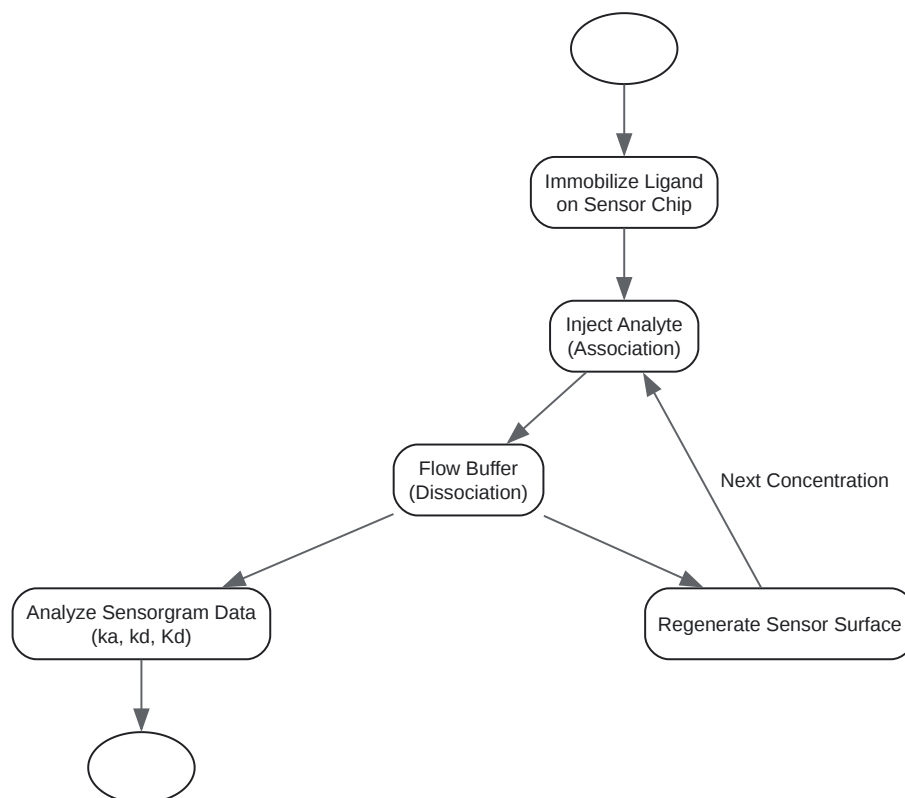 Immobilize Ligand
on Sensor Chip
Inject Analyte
(Association)
Flow Buffer
(Dissociation)
Next Concentration
Analyze Sensorgram Data
(ka, kd, Kd)
Regenerate Sensor Surface